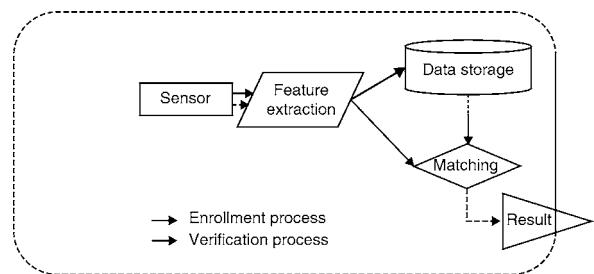 Sensor
Feature
extraction
Data storage
Matching
Result
Enrollment process
Verification process